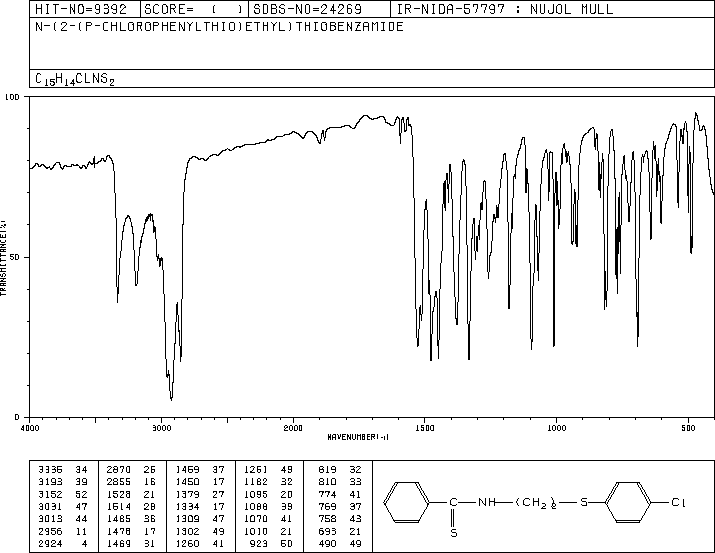 HIT-NO=9392 SCORE= ( ) SDBS-NO=24269 IR-NIDA-57797 : NUJOL MULL
N-(2-(P-CHLOROPHENYLTHIO)ETHYL)THIOBENZAMIDE
C15H14CLNS2
100
50
0
TRANSMITTANCE(%)
4000 3000 2000 1500 1000 500
WAVENUMBER(-1)
3336 34 2870 26 1459 37 1261 49 819 32
3193 39 2855 16 1450 17 1182 32 810 33
3152 52 1528 21 1379 27 1095 20 774 41
3031 47 1514 28 1334 17 1088 39 769 37
3013 44 1485 36 1309 47 1070 41 758 43
2956 11 1478 17 1302 49 1010 21 693 21
2924 4 1469 31 1260 41 923 50 490 49
C NH (CH2)2 S Cl
S